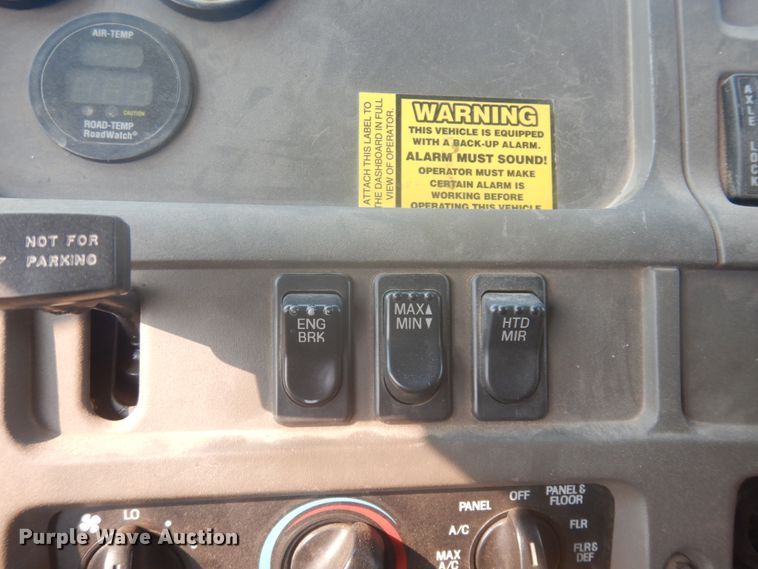 AIR-TEMP
CAUTION
ROAD-TEMP
RoadWatch®
ATTACH THIS LABEL TO
THE DASHBOARD IN FULL
VIEW OF OPERATOR.
WARNING
THIS VEHICLE IS EQUIPPED
WITH A BACK-UP ALARM.
ALARM MUST SOUND!
OPERATOR MUST MAKE
CERTAIN ALARM IS
WORKING BEFORE
OPERATING THIS VEHICLE
AXLE LOCK
NOT FOR
PARKING
ENG
BRK
MAX▲
MIN▼
HTD
MIR
LO
PANEL
OFF
PANEL &
FLOOR
A/C
FLR
MAX
A/C
FLR &
DEF
Purple Wave Auction®